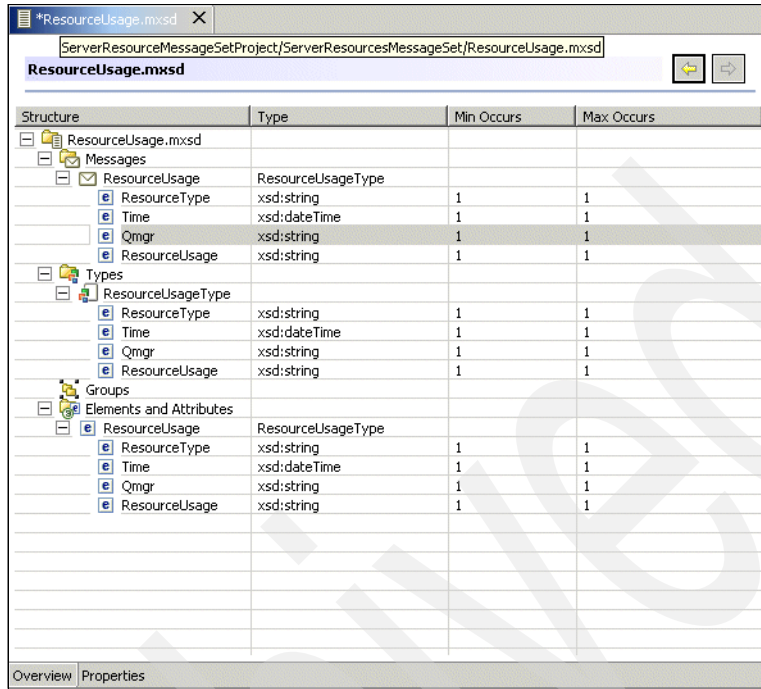 *ResourceUsage.mxsd X
ServerResourceMessageSetProject/ServerResourcesMessageSet/ResourceUsage.mxsd
ResourceUsage.mxsd
Structure Type Min Occurs Max Occurs
ResourceUsage.mxsd
Messages
ResourceUsage ResourceUsageType
e ResourceType xsd:string 1 1
e Time xsd:dateTime 1 1
e Qmgr xsd:string 1 1
e ResourceUsage xsd:string 1 1
Types
ResourceUsageType
e ResourceType xsd:string 1 1
e Time xsd:dateTime 1 1
e Qmgr xsd:string 1 1
e ResourceUsage xsd:string 1 1
Groups
Elements and Attributes
e ResourceUsage ResourceUsageType
e ResourceType xsd:string 1 1
e Time xsd:dateTime 1 1
e Qmgr xsd:string 1 1
e ResourceUsage xsd:string 1 1
Overview Properties